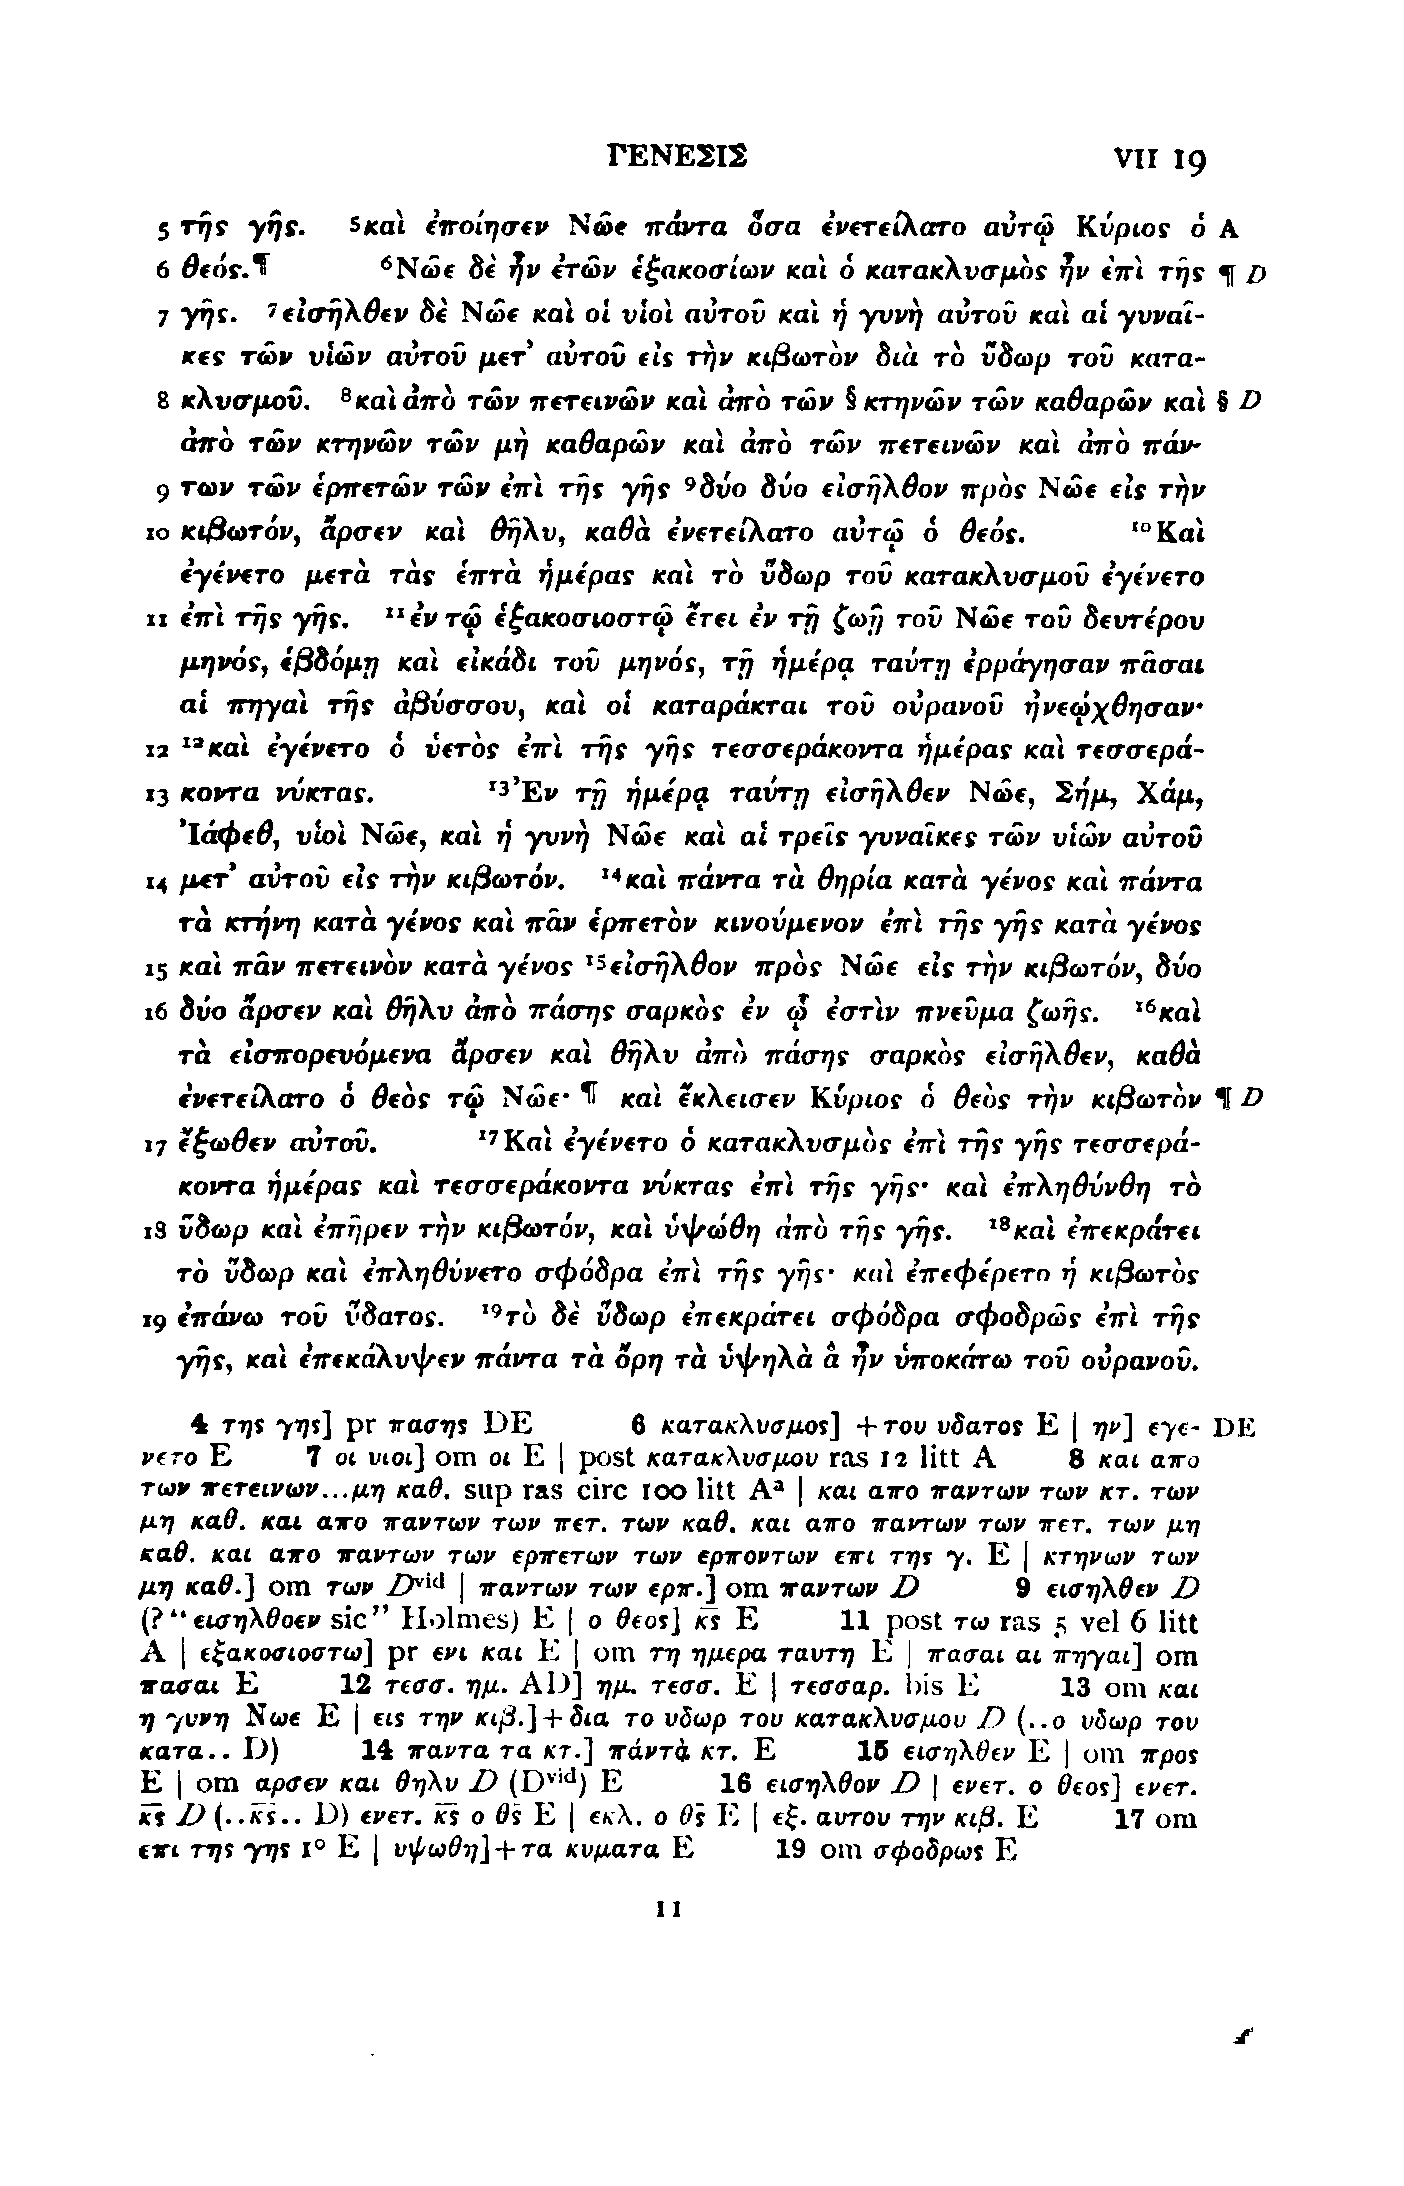 ΓΕΝΕΣΙΣ VII 19
5 τῆς γῆς. ⁵καὶ ἐποίησεν Νῶε πάντα ὅσα ἐνετείλατο αὐτῷ Κύριος ὁ A
6 θεός.¶ ⁶Νῶε δὲ ἦν ἐτῶν ἑξακοσίων καὶ ὁ κατακλυσμὸς ἦν ἐπὶ τῆς ¶ D
7 γῆς. ⁷εἰσῆλθεν δὲ Νῶε καὶ οἱ υἱοὶ αὐτοῦ καὶ ἡ γυνὴ αὐτοῦ καὶ αἱ γυναῖ-
κες τῶν υἱῶν αὐτοῦ μετ᾽ αὐτοῦ εἰς τὴν κιβωτὸν διὰ τὸ ὕδωρ τοῦ κατα-
8 κλυσμοῦ. ⁸καὶ ἀπὸ τῶν πετεινῶν καὶ ἀπὸ τῶν § κτηνῶν τῶν καθαρῶν καὶ § D
ἀπὸ τῶν κτηνῶν τῶν μὴ καθαρῶν καὶ ἀπὸ τῶν πετεινῶν καὶ ἀπὸ πάν-
9 των τῶν ἑρπετῶν τῶν ἐπὶ τῆς γῆς ⁹δύο δύο εἰσῆλθον πρὸς Νῶε εἰς τὴν
10 κιβωτόν, ἄρσεν καὶ θῆλυ, καθὰ ἐνετείλατο αὐτῷ ὁ θεός. ¹⁰Καὶ
ἐγένετο μετὰ τὰς ἑπτὰ ἡμέρας καὶ τὸ ὕδωρ τοῦ κατακλυσμοῦ ἐγένετο
11 ἐπὶ τῆς γῆς. ¹¹ἐν τῷ ἑξακοσιοστῷ ἔτει ἐν τῇ ζωῇ τοῦ Νῶε τοῦ δευτέρου
μηνός, ἑβδόμῃ καὶ εἰκάδι τοῦ μηνός, τῇ ἡμέρᾳ ταύτῃ ἐρράγησαν πᾶσαι
αἱ πηγαὶ τῆς ἀβύσσου, καὶ οἱ καταράκται τοῦ οὐρανοῦ ἠνεῴχθησαν·
12 ¹²καὶ ἐγένετο ὁ ὑετὸς ἐπὶ τῆς γῆς τεσσεράκοντα ἡμέρας καὶ τεσσερά-
13 κοντα νύκτας. ¹³Ἐν τῇ ἡμέρᾳ ταύτῃ εἰσῆλθεν Νῶε, Σήμ, Χάμ,
Ἰάφεθ, υἱοὶ Νῶε, καὶ ἡ γυνὴ Νῶε καὶ αἱ τρεῖς γυναῖκες τῶν υἱῶν αὐτοῦ
14 μετ᾽ αὐτοῦ εἰς τὴν κιβωτόν. ¹⁴καὶ πάντα τὰ θηρία κατὰ γένος καὶ πάντα
τὰ κτήνη κατὰ γένος καὶ πᾶν ἑρπετὸν κινούμενον ἐπὶ τῆς γῆς κατὰ γένος
15 καὶ πᾶν πετεινὸν κατὰ γένος ¹⁵εἰσῆλθον πρὸς Νῶε εἰς τὴν κιβωτόν, δύο
16 δύο ἄρσεν καὶ θῆλυ ἀπὸ πάσης σαρκὸς ἐν ᾧ ἐστὶν πνεῦμα ζωῆς. ¹⁶καὶ
τὰ εἰσπορευόμενα ἄρσεν καὶ θῆλυ ἀπὸ πάσης σαρκὸς εἰσῆλθεν, καθὰ
ἐνετείλατο ὁ θεὸς τῷ Νῶε· ¶ καὶ ἔκλεισεν Κύριος ὁ θεὸς τὴν κιβωτὸν ¶ D
17 ἔξωθεν αὐτοῦ. ¹⁷Καὶ ἐγένετο ὁ κατακλυσμὸς ἐπὶ τῆς γῆς τεσσερά-
κοντα ἡμέρας καὶ τεσσεράκοντα νύκτας ἐπὶ τῆς γῆς· καὶ ἐπληθύνθη τὸ
18 ὕδωρ καὶ ἐπῆρεν τὴν κιβωτόν, καὶ ὑψώθη ἀπὸ τῆς γῆς. ¹⁸καὶ ἐπεκράτει
τὸ ὕδωρ καὶ ἐπληθύνετο σφόδρα ἐπὶ τῆς γῆς· καὶ ἐπεφέρετο ἡ κιβωτὸς
19 ἐπάνω τοῦ ὕδατος. ¹⁹τὸ δὲ ὕδωρ ἐπεκράτει σφόδρα σφοδρῶς ἐπὶ τῆς
γῆς, καὶ ἐπεκάλυψεν πάντα τὰ ὄρη τὰ ὑψηλὰ ἃ ἦν ὑποκάτω τοῦ οὐρανοῦ.
4 της γης] pr πασης DE 6 κατακλυσμος] +του υδατος E | ην] εγε- DE
νετο E 7 οι υιοι] om οι E | post κατακλυσμου ras 12 litt A 8 και απο
των πετεινων...μη καθ. sup ras circ 100 litt Aᵃ | και απο παντων των κτ. των
μη καθ. και απο παντων των πετ. των καθ. και απο παντων των πετ. των μη
καθ. και απο παντων των ερπετων των ερποντων επι της γ. E | κτηνων των
μη καθ.] om των Dᵛⁱᵈ | παντων των ερπ.] om παντων D 9 εισηλθεν D
(? “εισηλθοεν sic” Holmes) E | ο θεος] κ̅ς̅ E 11 post τω ras 5 vel 6 litt
A | εξακοσιοστω] pr ενι και E | om τη ημερα ταυτη E | πασαι αι πηγαι] om
πασαι E 12 τεσσ. ημ. AD] ημ. τεσσ. E | τεσσαρ. bis E 13 om και
η γυνη Νωε E | εις την κιβ.]+δια το υδωρ του κατακλυσμου D (..ο υδωρ του
κατα.. D) 14 παντα τα κτ.] πάντὰ κτ. E 15 εισηλθεν E | om προς
E | om αρσεν και θηλυ D (Dᵛⁱᵈ) E 16 εισηλθον D | ενετ. ο θεος] ενετ.
κ̅ς̅ D (..κ̅ς̅.. D) ενετ. κ̅ς̅ ο θ̅ς̅ E | εκλ. ο θ̅ς̅ E | εξ. αυτου την κιβ. E 17 om
επι της γης 1° E | υψωθη]+τα κυματα E 19 om σφοδρως E
11